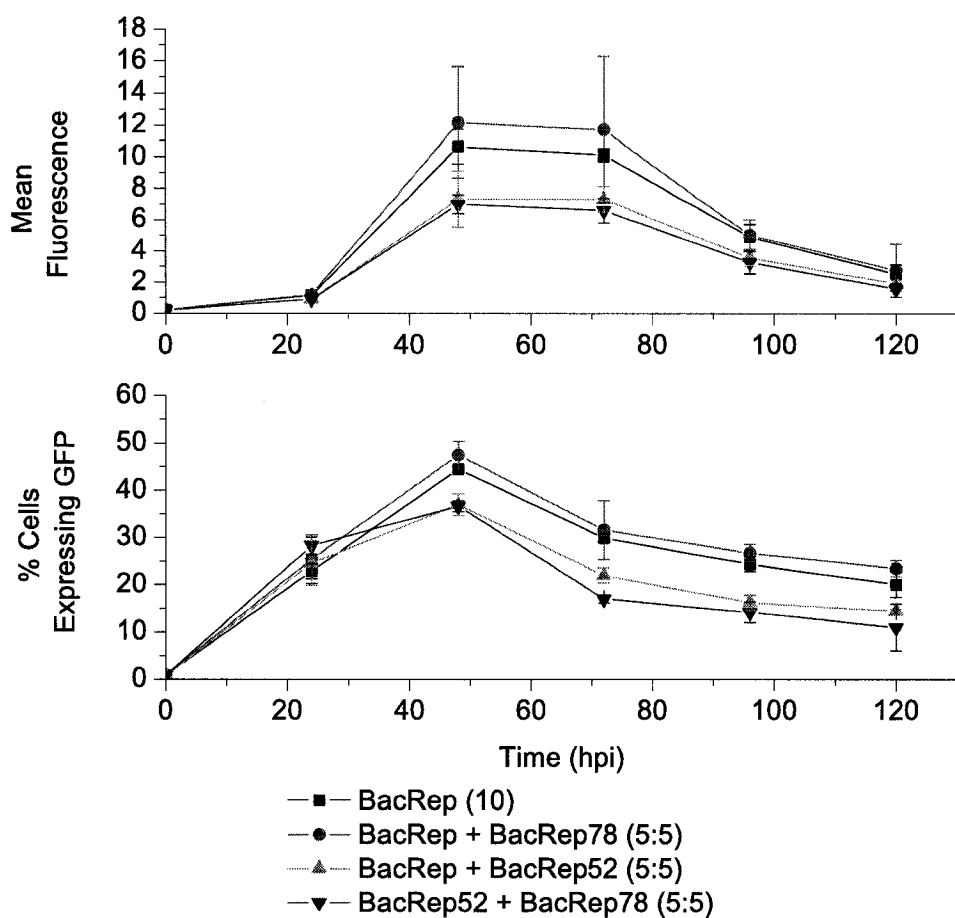 Mean
Fluorescence
18
16
14
12
10
8
6
4
2
0
0 20 40 60 80 100 120
% Cells
Expressing GFP
60
50
40
30
20
10
0
0 20 40 60 80 100 120
Time (hpi)
BacRep (10)
BacRep + BacRep78 (5:5)
BacRep + BacRep52 (5:5)
BacRep52 + BacRep78 (5:5)